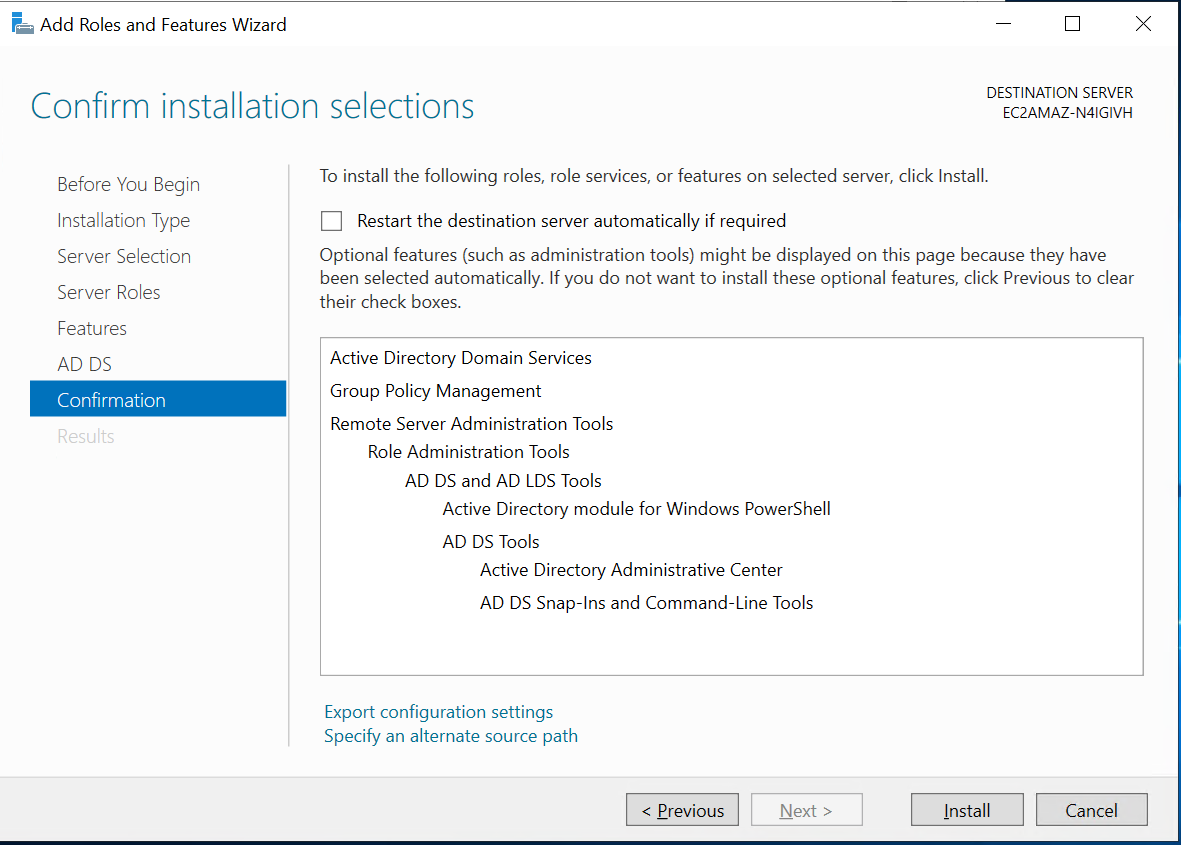 Add Roles and Features Wizard
Confirm installation selections
DESTINATION SERVER
EC2AMAZ-N4IGIVH
Before You Begin
Installation Type
Server Selection
Server Roles
Features
AD DS
Confirmation
Results
To install the following roles, role services, or features on selected server, click Install.
Restart the destination server automatically if required
Optional features (such as administration tools) might be displayed on this page because they have
been selected automatically. If you do not want to install these optional features, click Previous to clear
their check boxes.
Active Directory Domain Services
Group Policy Management
Remote Server Administration Tools
Role Administration Tools
AD DS and AD LDS Tools
Active Directory module for Windows PowerShell
AD DS Tools
Active Directory Administrative Center
AD DS Snap-Ins and Command-Line Tools
Export configuration settings
Specify an alternate source path
< Previous
Next >
Install
Cancel